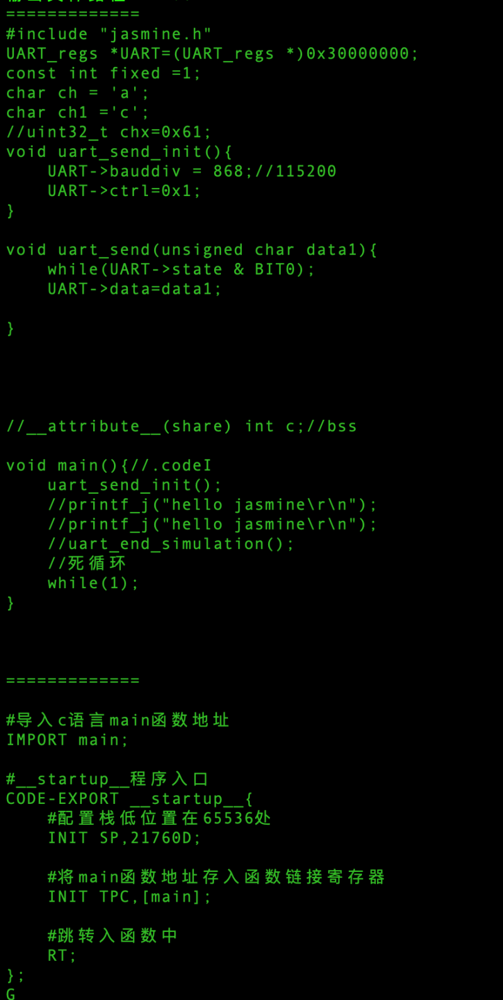 =============
#include "jasmine.h"
UART_regs *UART=(UART_regs *)0x30000000;
const int fixed =1;
char ch = 'a';
char ch1 ='c';
//uint32_t chx=0x61;
void uart_send_init(){
    UART->bauddiv = 868;//115200
    UART->ctrl=0x1;
}
void uart_send(unsigned char data1){
    while(UART->state & BIT0);
    UART->data=data1;
}
//__attribute__(share) int c;//bss
void main(){//.codeI
    uart_send_init();
    //printf_j("hello jasmine\r\n");
    //printf_j("hello jasmine\r\n");
    //uart_end_simulation();
    //死循环
    while(1);
}
=============
#导入c语言main函数地址
IMPORT main;
#__startup__程序入口
CODE-EXPORT __startup__{
    #配置栈低位置在65536处
    INIT SP,21760D;
    #将main函数地址存入函数链接寄存器
    INIT TPC,[main];
    #跳转入函数中
    RT;
};
G